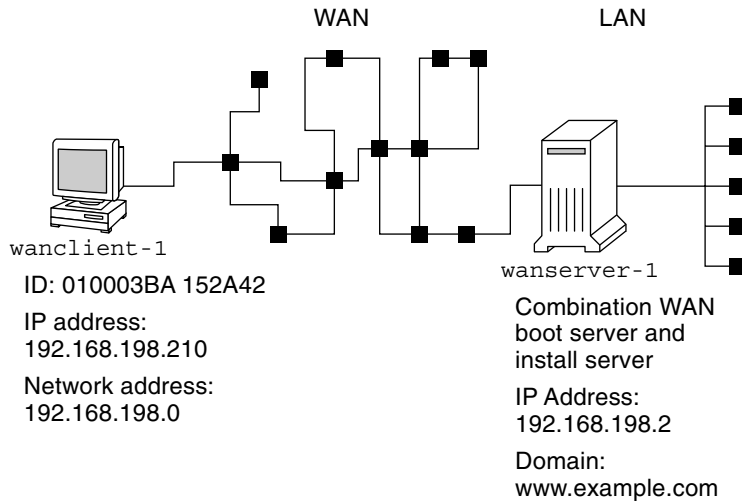 WAN
LAN
wanclient-1
ID: 010003BA 152A42
IP address:
192.168.198.210
Network address:
192.168.198.0
wanserver-1
Combination WAN
boot server and
install server
IP Address:
192.168.198.2
Domain:
www.example.com